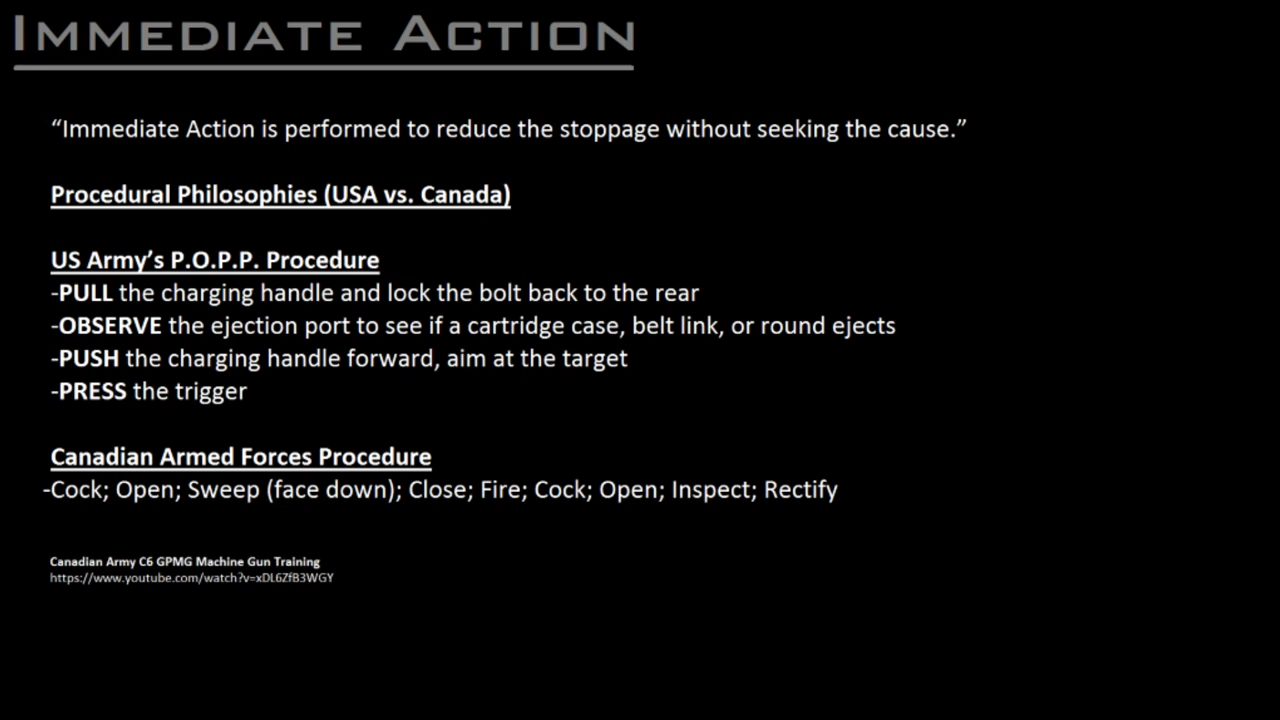 IMMEDIATE ACTION
“Immediate Action is performed to reduce the stoppage without seeking the cause.”
Procedural Philosophies (USA vs. Canada)
US Army’s P.O.P.P. Procedure
-PULL the charging handle and lock the bolt back to the rear
-OBSERVE the ejection port to see if a cartridge case, belt link, or round ejects
-PUSH the charging handle forward, aim at the target
-PRESS the trigger
Canadian Armed Forces Procedure
-Cock; Open; Sweep (face down); Close; Fire; Cock; Open; Inspect; Rectify
Canadian Army C6 GPMG Machine Gun Training
https://www.youtube.com/watch?v=xDL6ZfB3WGY